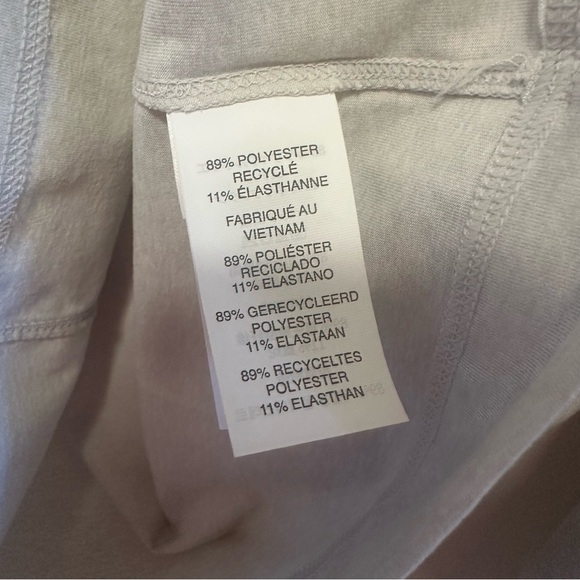 89% POLYESTER
RECYCLÉ
11% ÉLASTHANNE
FABRIQUÉ AU
VIETNAM
89% POLIÉSTER
RECICLADO
11% ELASTANO
89% GERECYCLEERD
POLYESTER
11% ELASTAAN
89% RECYCELTES
POLYESTER
11% ELASTHAN